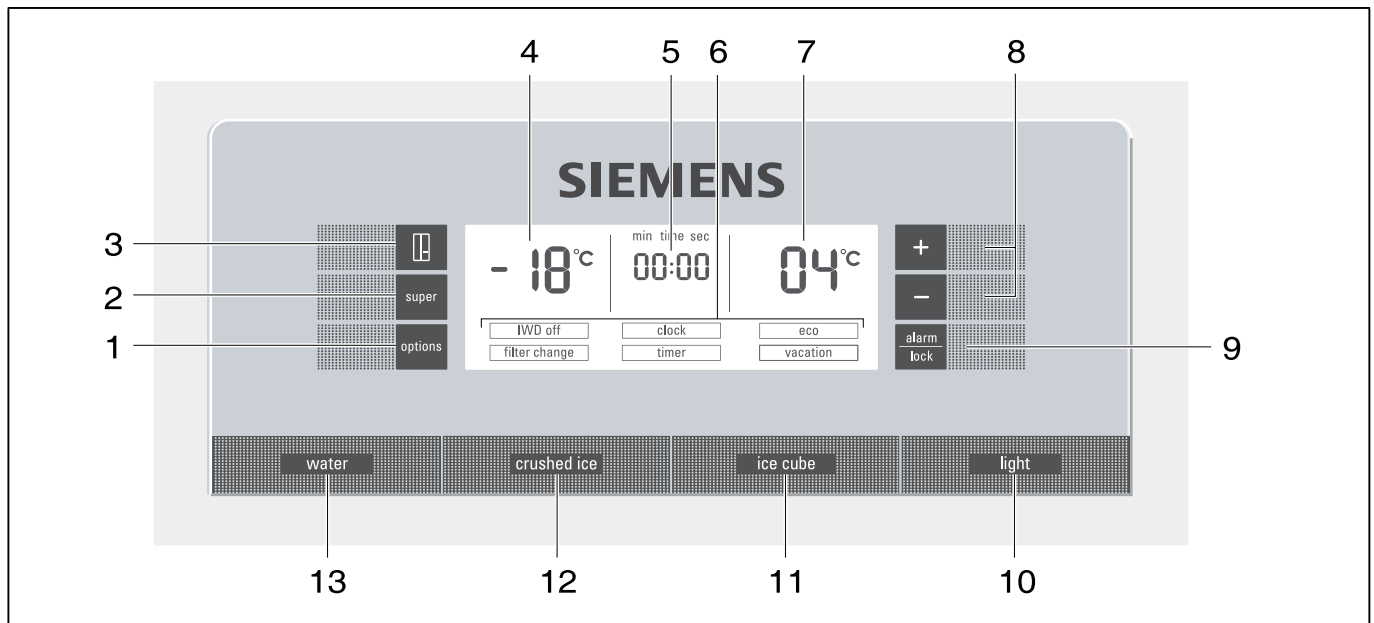 4 5 6 7 8
SIEMENS
3 min time sec +
-18°C 00:00 04°C
2 super −
IWD off clock eco
1 options filter change timer vacation alarm lock 9
water crushed ice ice cube light
13 12 11 10